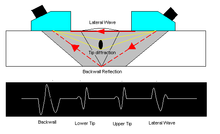 Lateral Wave
Tip diffraction
Backwall Reflection
Backwall
Lower Tip
Upper Tip
Lateral Wave